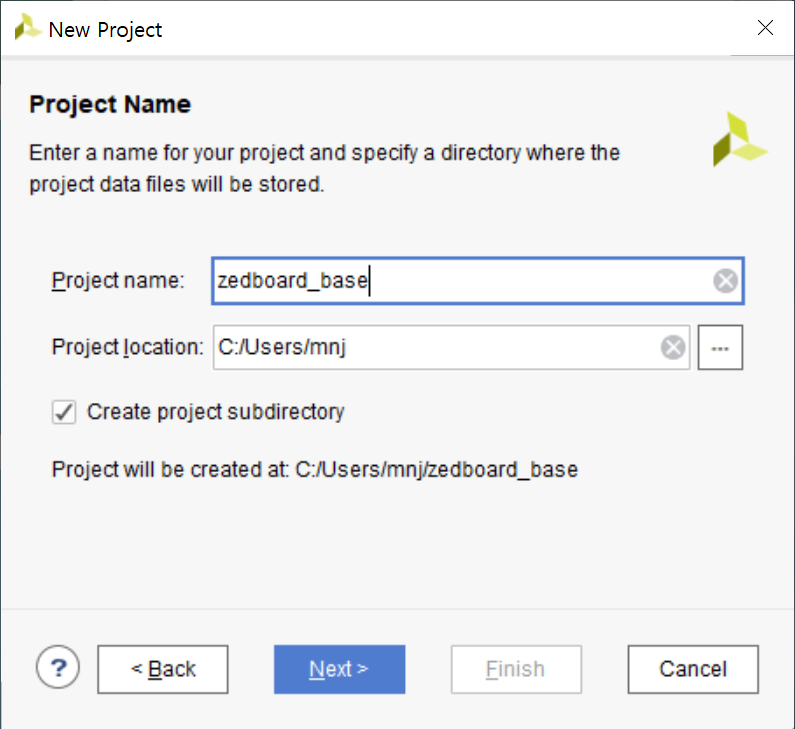 New Project
Project Name
Enter a name for your project and specify a directory where the
project data files will be stored.
Project name: zedboard_base
Project location: C:/Users/mnj ...
Create project subdirectory
Project will be created at: C:/Users/mnj/zedboard_base
? < Back Next > Finish Cancel